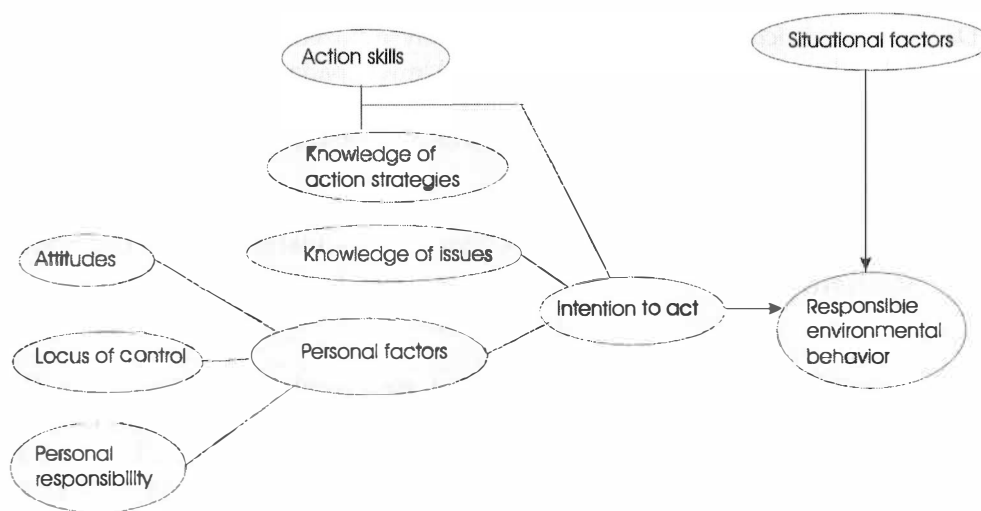 Action skills
Situational factors
Knowledge of
action strategies
Knowledge of issues
Attitudes
Intention to act
Responsible
environmental
behavior
Locus of control
Personal factors
Personal
responsibility